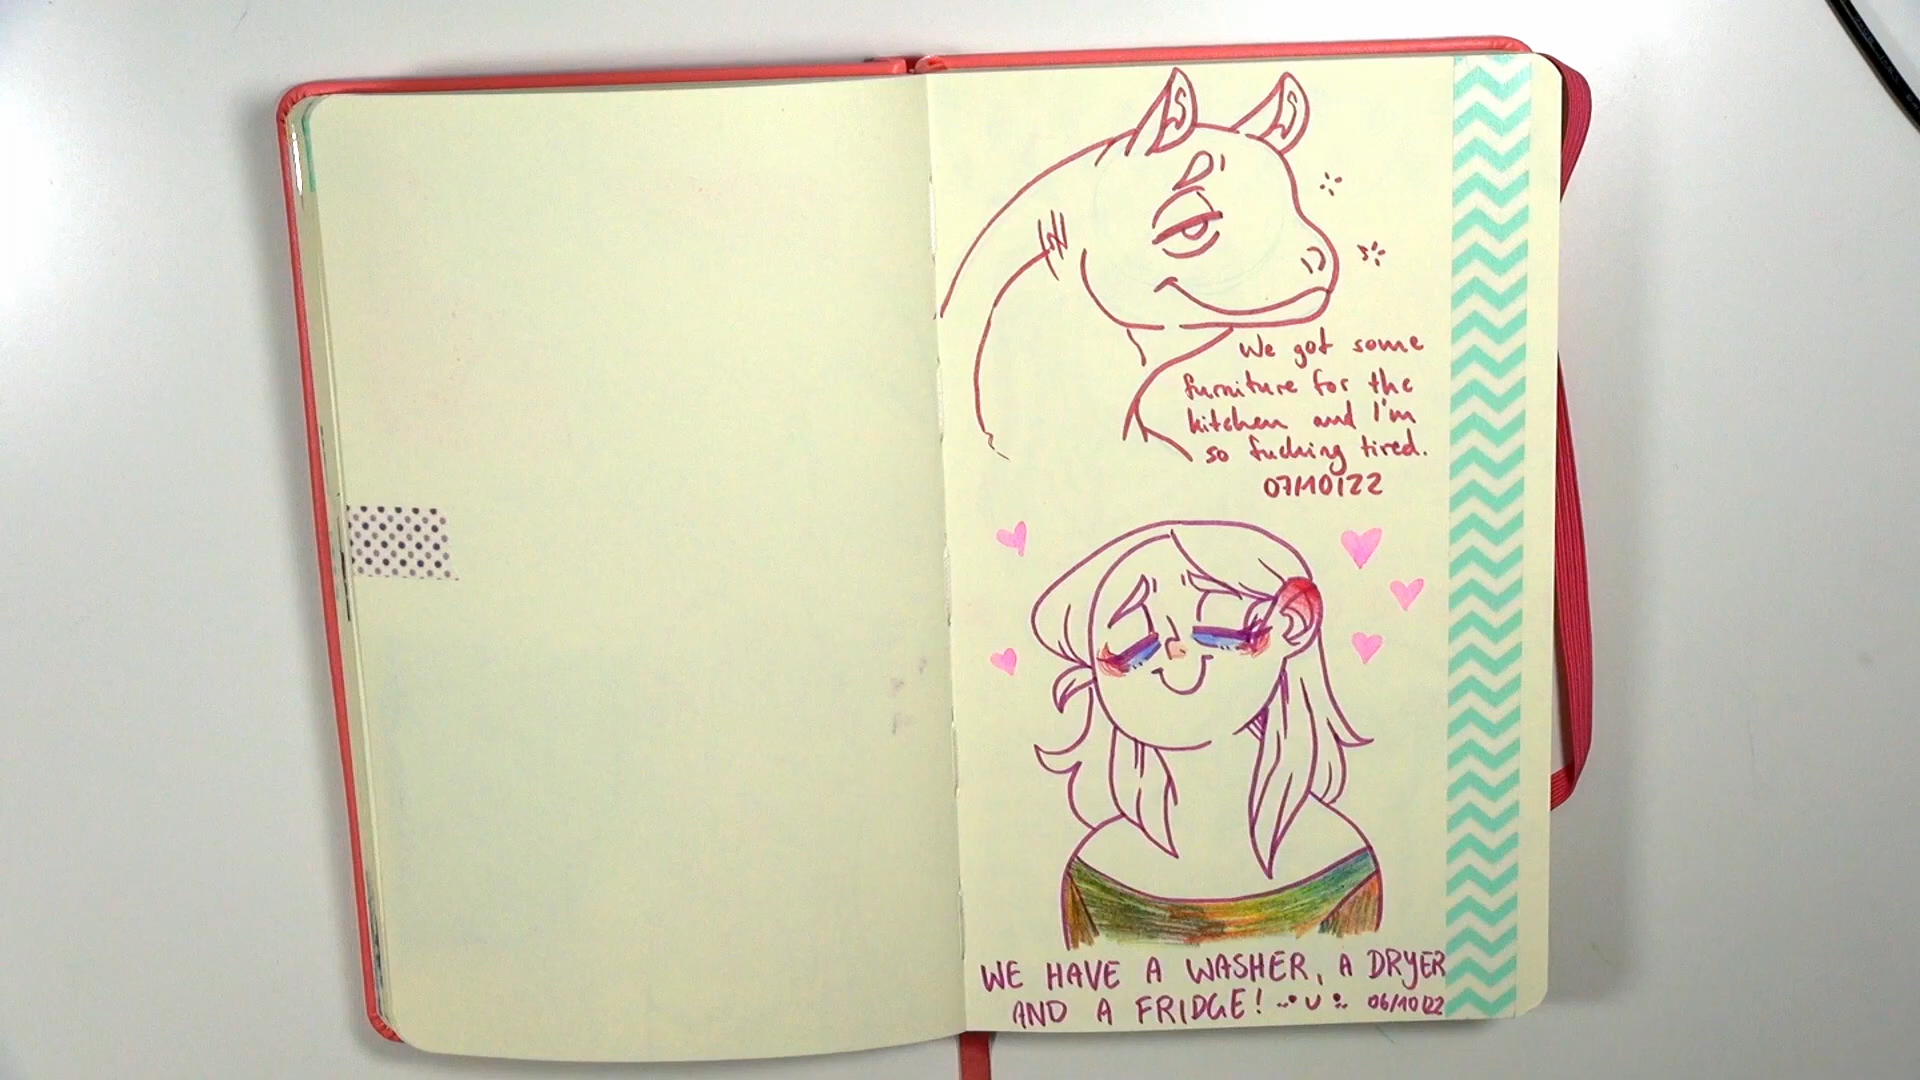 We got some
furniture for the
kitchen and I'm
so fucking tired.
07/10/22
WE HAVE A WASHER, A DRYER
AND A FRIDGE! 06/10/22